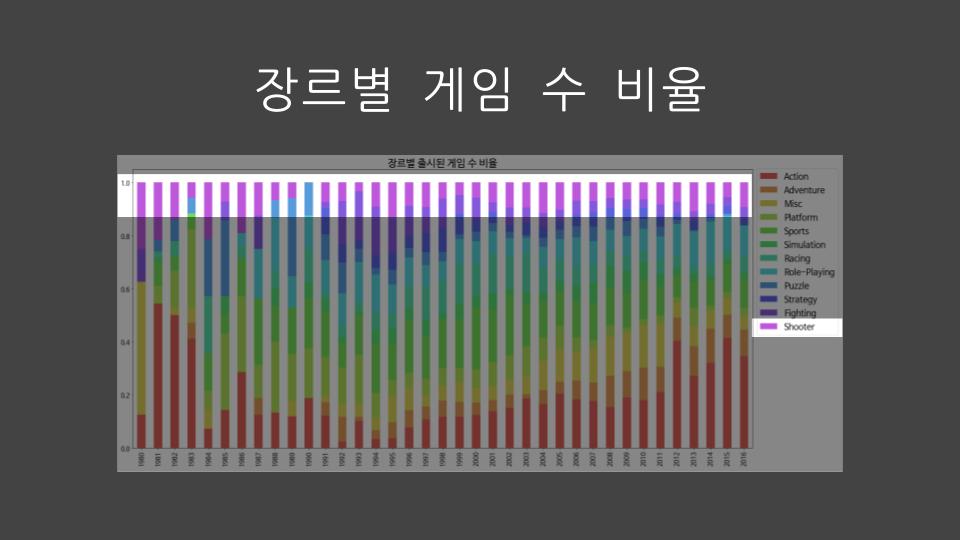 장르별 게임 수 비율
장르별 출시된 게임 수 비율
1.0
0.8
0.6
0.4
0.2
0.0
Action
Adventure
Misc
Platform
Sports
Simulation
Racing
Role-Playing
Puzzle
Strategy
Fighting
Shooter
1980 1981 1982 1983 1984 1985 1986 1987 1988 1989 1990 1991 1992 1993 1994 1995 1996 1997 1998 1999 2000 2001 2002 2003 2004 2005 2006 2007 2008 2009 2010 2011 2012 2013 2014 2015 2016